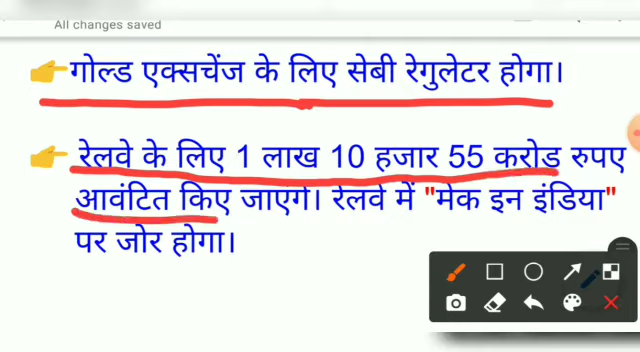 All changes saved
👉गोल्ड एक्सचेंज के लिए सेबी रेगुलेटर होगा।
👉 रेलवे के लिए 1 लाख 10 हजार 55 करोड रुपए
आवंटित किए जाएगे। रेलवे में "मेक इन इंडिया"
पर जोर होगा।